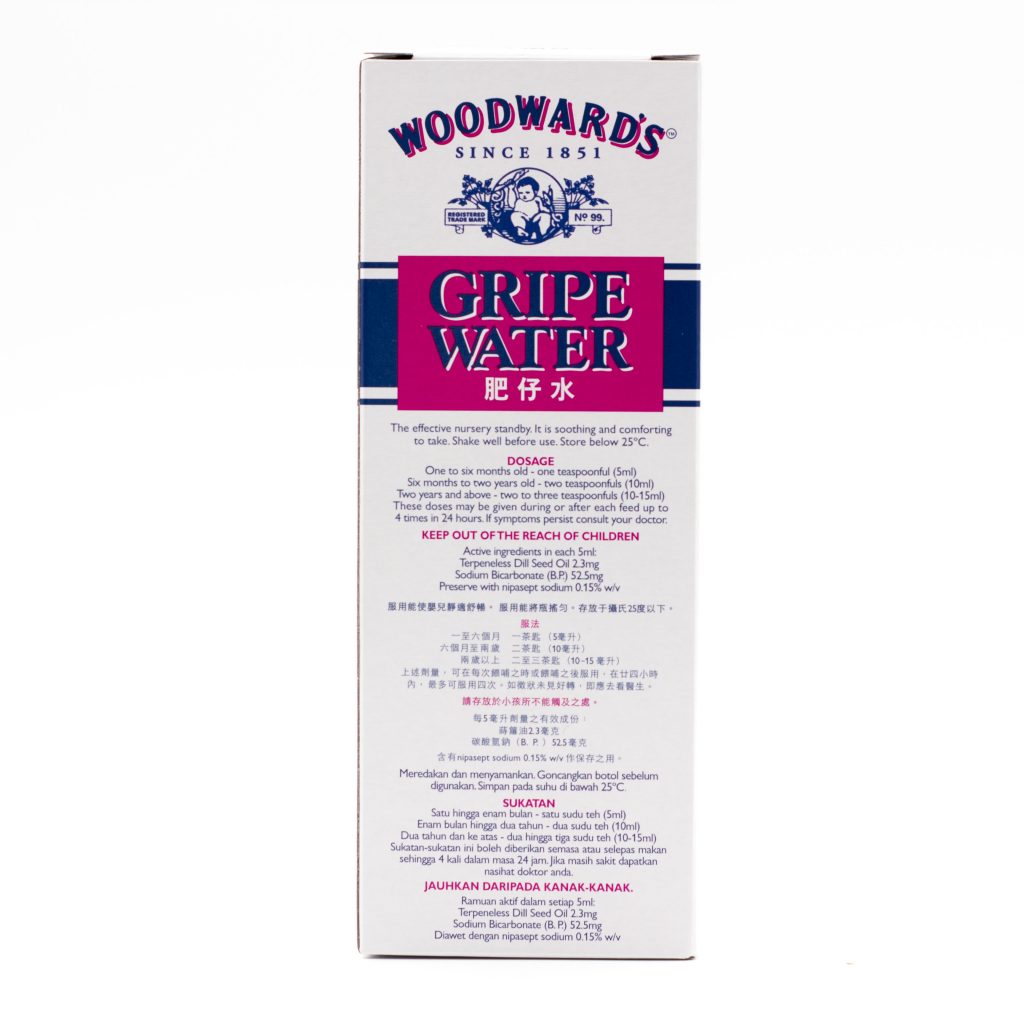 WOODWARD'S™
SINCE 1851
REGISTERED
TRADE MARK
Nº 99.
GRIPE
WATER
肥仔水
The effective nursery standby. It is soothing and comforting
to take. Shake well before use. Store below 25ºC.
DOSAGE
One to six months old - one teaspoonful (5ml)
Six months to two years old - two teaspoonfuls (10ml)
Two years and above - two to three teaspoonfuls (10-15ml)
These doses may be given during or after each feed up to
4 times in 24 hours. If symptoms persist consult your doctor.
KEEP OUT OF THE REACH OF CHILDREN
Active ingredients in each 5ml:
Terpeneless Dill Seed Oil 2.3mg
Sodium Bicarbonate (B.P.) 52.5mg
Preserve with nipasept sodium 0.15% w/v
服用能使嬰兒靜適舒暢。服用能將瓶搖勻。存放于攝氏25度以下。
服法
一至六個月 一茶匙（5毫升）
六個月至兩歲 二茶匙（10毫升）
兩歲以上 二至三茶匙（10-15毫升）
上述劑量，可在每次餵哺之時或餵哺之後服用，在廿四小時
內，最多可服用四次。如徵狀未見好轉，即應去看醫生。
請存放於小孩所不能觸及之處。
每5毫升劑量之有效成份：
蒔蘿油2.3毫克
碳酸氫鈉（B. P.）52.5毫克
含有nipasept sodium 0.15% w/v 作保存之用。
Meredakan dan menyamankan. Goncangkan botol sebelum
digunakan. Simpan pada suhu di bawah 25ºC.
SUKATAN
Satu hingga enam bulan - satu sudu teh (5ml)
Enam bulan hingga dua tahun - dua sudu teh (10ml)
Dua tahun dan ke atas - dua hingga tiga sudu teh (10-15ml)
Sukatan-sukatan ini boleh diberikan semasa atau selepas makan
sehingga 4 kali dalam masa 24 jam. Jika masih sakit dapatkan
nasihat doktor anda.
JAUHKAN DARIPADA KANAK-KANAK.
Ramuan aktif dalam setiap 5ml:
Terpeneless Dill Seed Oil 2.3mg
Sodium Bicarbonate (B.P.) 52.5mg
Diawet dengan nipasept sodium 0.15% w/v